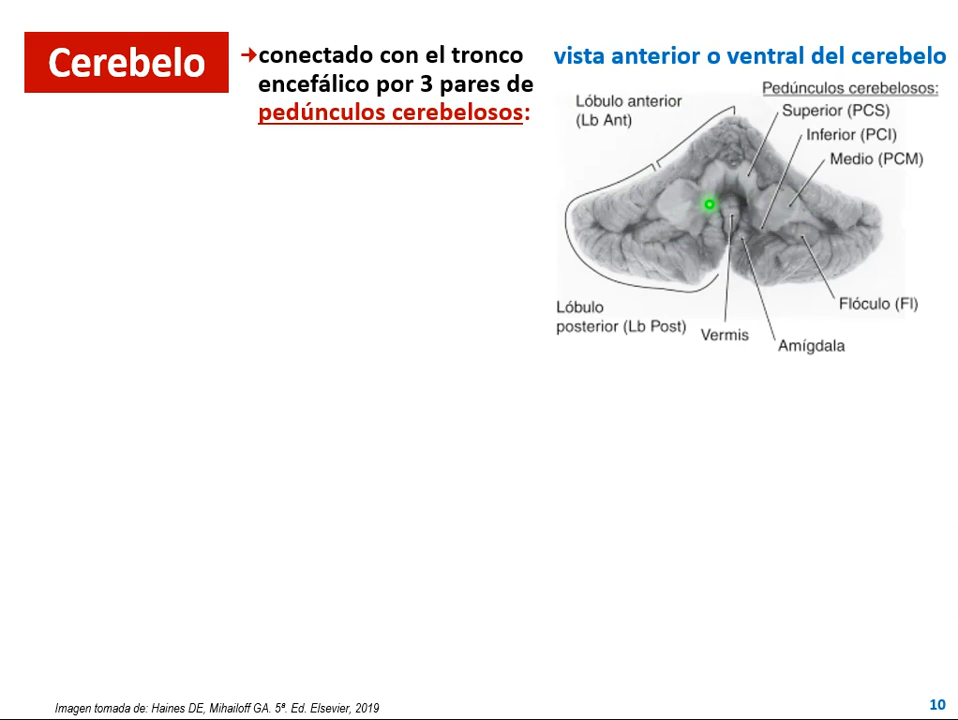 Cerebelo
➔conectado con el tronco
encefálico por 3 pares de
pedúnculos cerebelosos:
vista anterior o ventral del cerebelo
Pedúnculos cerebelosos:
Superior (PCS)
Inferior (PCI)
Medio (PCM)
Lóbulo anterior
(Lb Ant)
Lóbulo
posterior (Lb Post)
Vermis
Amígdala
Flóculo (Fl)
Imagen tomada de: Haines DE, Mihailoff GA. 5ª. Ed. Elsevier, 2019
10